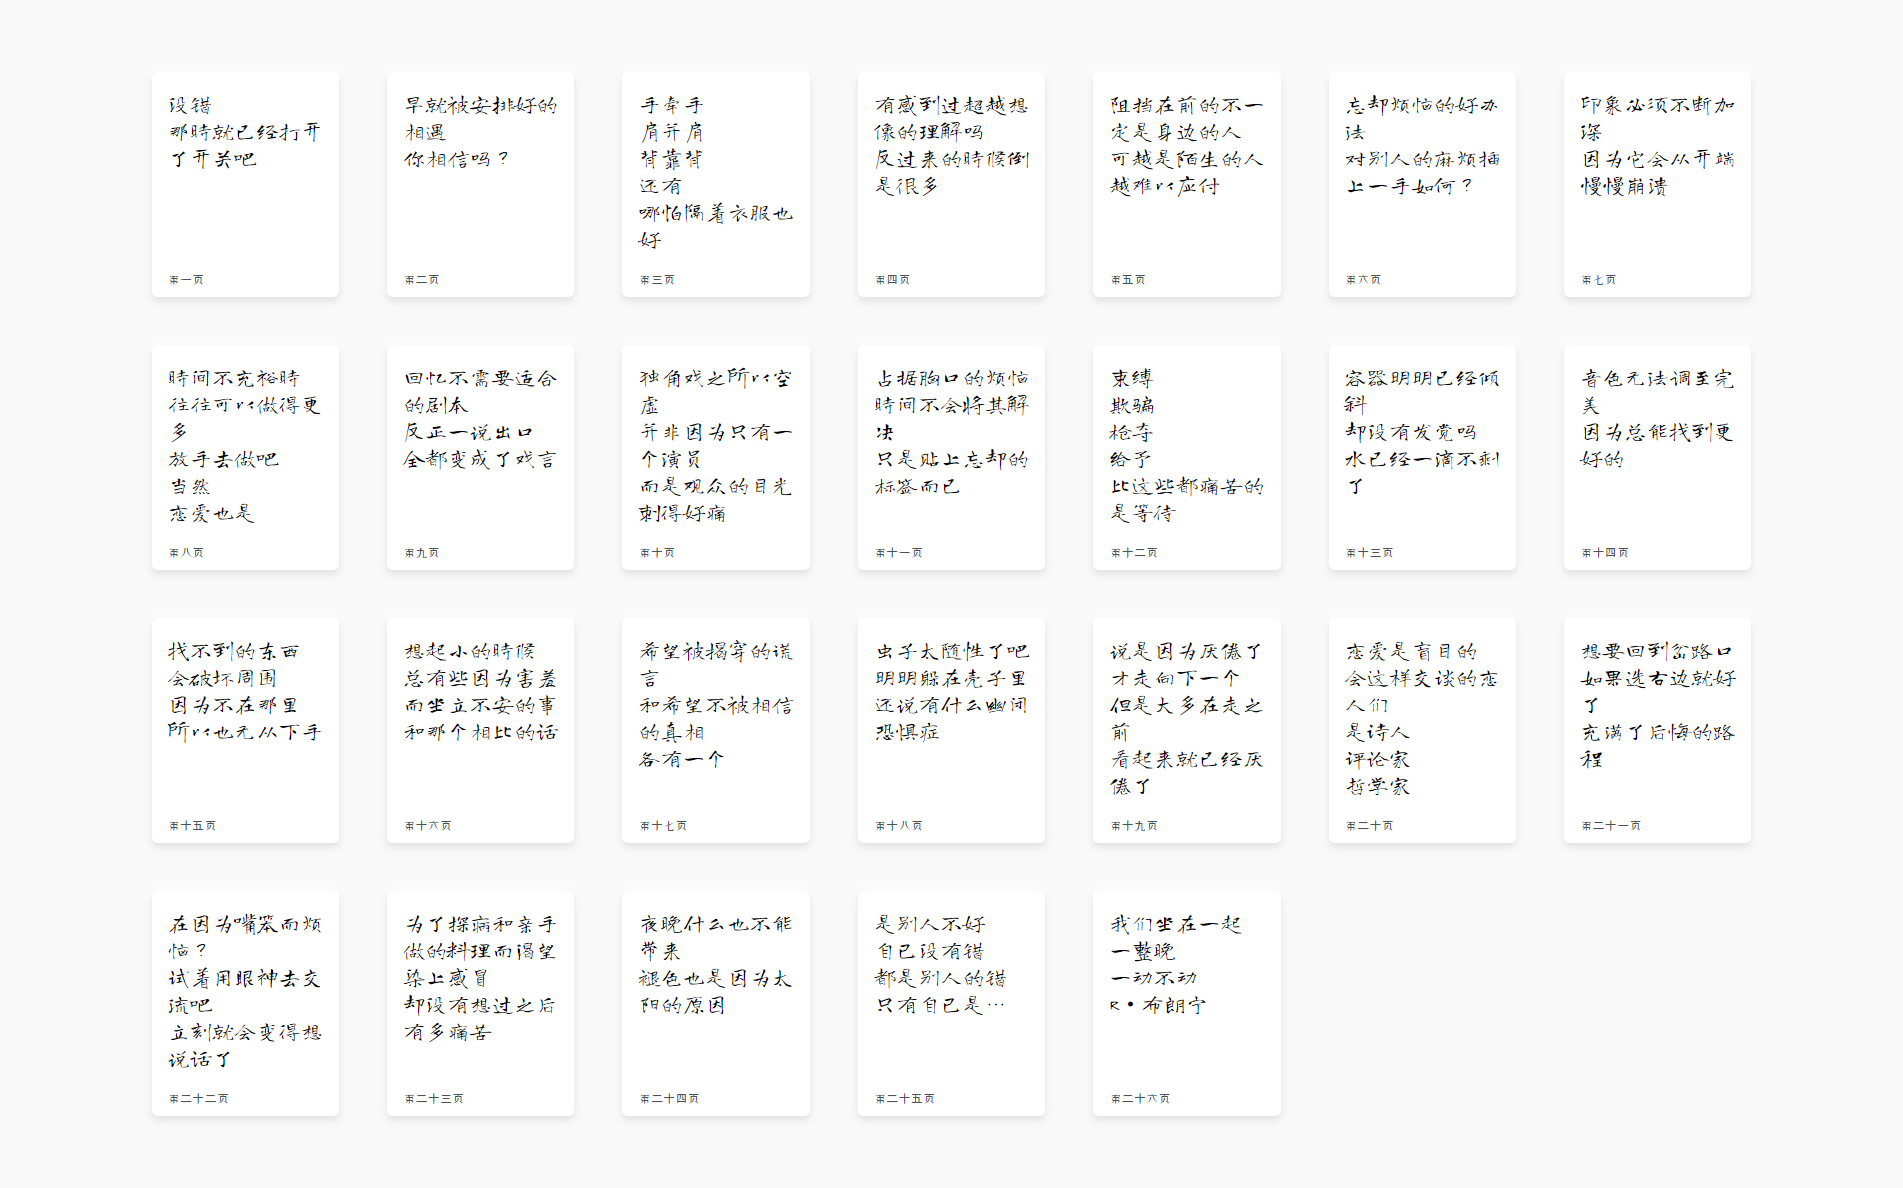 没错
那時就已经打开
了开关吧
第一页
早就被安排好的
相遇
你相信吗？
第二页
手牵手
肩并肩
背靠背
还有
哪怕隔着衣服也
好
第三页
有感到过超越想
像的理解吗
反过来的時候倒
是很多
第四页
阻挡在前的不一
定是身边的人
可越是陌生的人
越难以应付
第五页
忘却烦恼的好办
法
对别人的麻烦插
上一手如何？
第六页
印象必须不断加
深
因为它会从开端
慢慢崩溃
第七页
時间不充裕時
往往可以做得更
多
放手去做吧
当然
恋爱也是
第八页
回忆不需要适合
的剧本
反正一说出口
全都变成了戏言
第九页
独角戏之所以空
虚
并非因为只有一
个演员
而是观众的目光
刺得好痛
第十页
占据胸口的烦恼
時间不会将其解
决
只是贴上忘却的
标签而已
第十一页
束缚
欺骗
枪夺
给予
比这些都痛苦的
是等待
第十二页
容器明明已经倾
斜
却没有发觉吗
水已经一滴不剩
了
第十三页
音色无法调至完
美
因为总能找到更
好的
第十四页
找不到的东西
会破坏周围
因为不在那里
所以也无从下手
第十五页
想起小的時候
总有些因为害羞
而坐立不安的事
和那个相比的话
第十六页
希望被揭穿的谎
言
和希望不被相信
的真相
各有一个
第十七页
虫子太随性了吧
明明躲在壳子里
还说有什么幽闭
恐惧症
第十八页
说是因为厌倦了
才走向下一个
但是大多在走之
前
看起来就已经厌
倦了
第十九页
恋爱是盲目的
会这样交谈的恋
人们
是诗人
评论家
哲学家
第二十页
想要回到岔路口
如果选右边就好
了
充满了后悔的路
程
第二十一页
在因为嘴笨而烦
恼？
试着用眼神去交
流吧
立刻就会变得想
说话了
第二十二页
为了探病和亲手
做的料理而渴望
染上感冒
却没有想过之后
有多痛苦
第二十三页
夜晚什么也不能
带来
褪色也是因为太
阳的原因
第二十四页
是别人不好
自己没有错
都是别人的错
只有自己是…
第二十五页
我们坐在一起
一整晚
一动不动
R·布朗宁
第二十六页